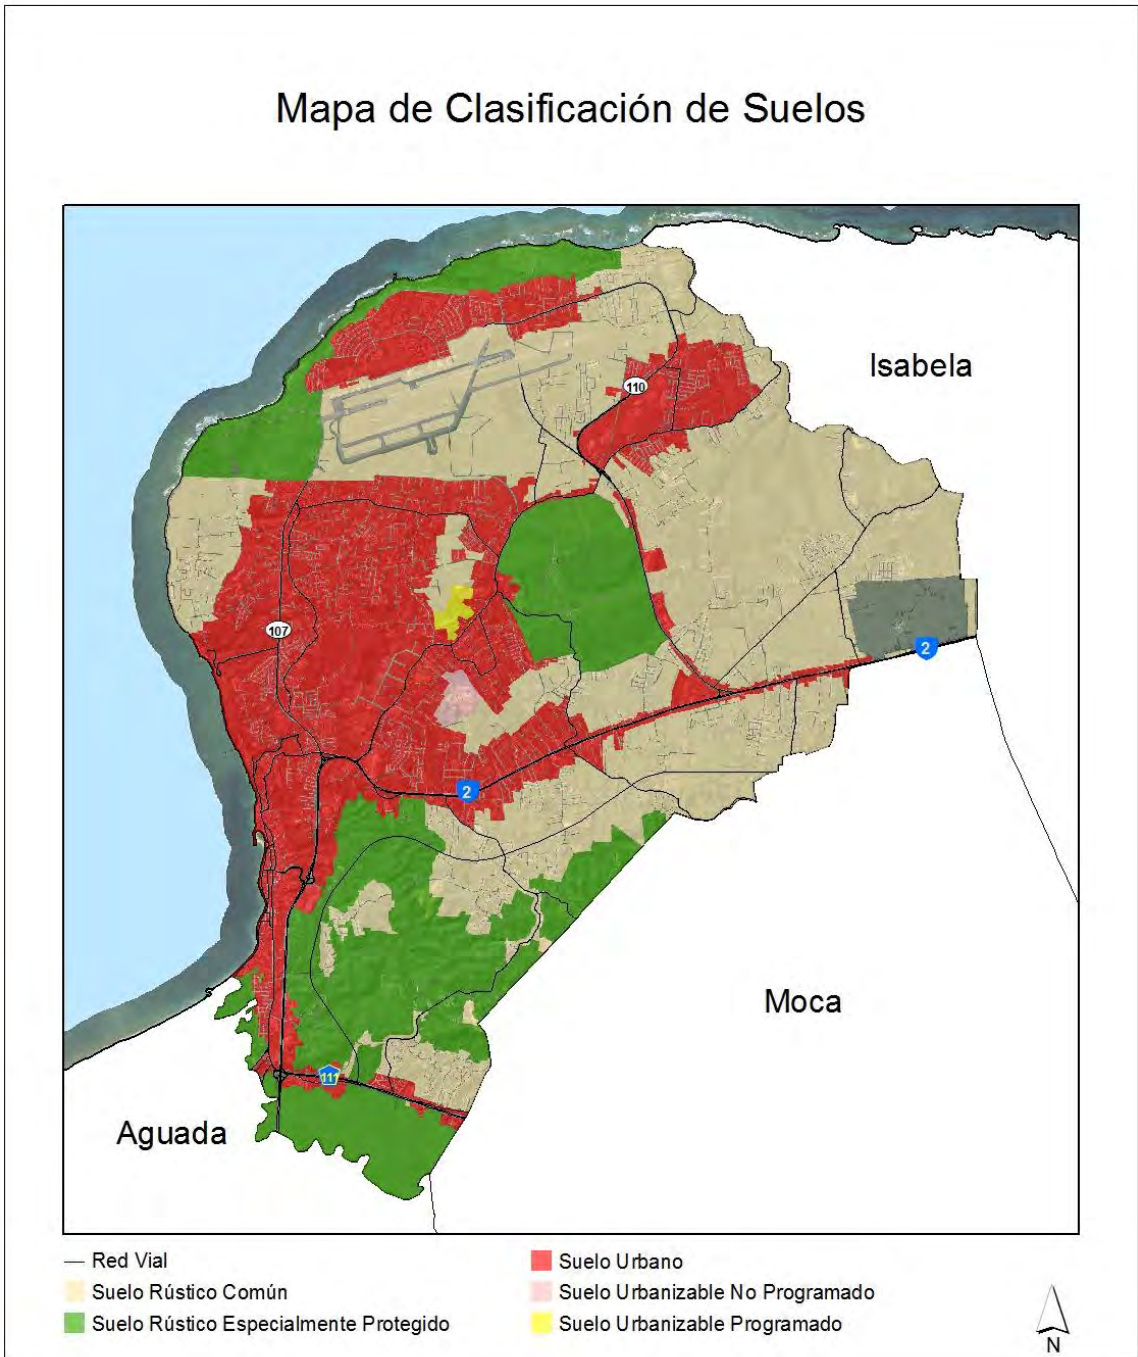 Mapa de Clasificación de Suelos
Isabela
110
107
2
2
Moca
111
Aguada
Red Vial
Suelo Rústico Común
Suelo Rústico Especialmente Protegido
Suelo Urbano
Suelo Urbanizable No Programado
Suelo Urbanizable Programado
N